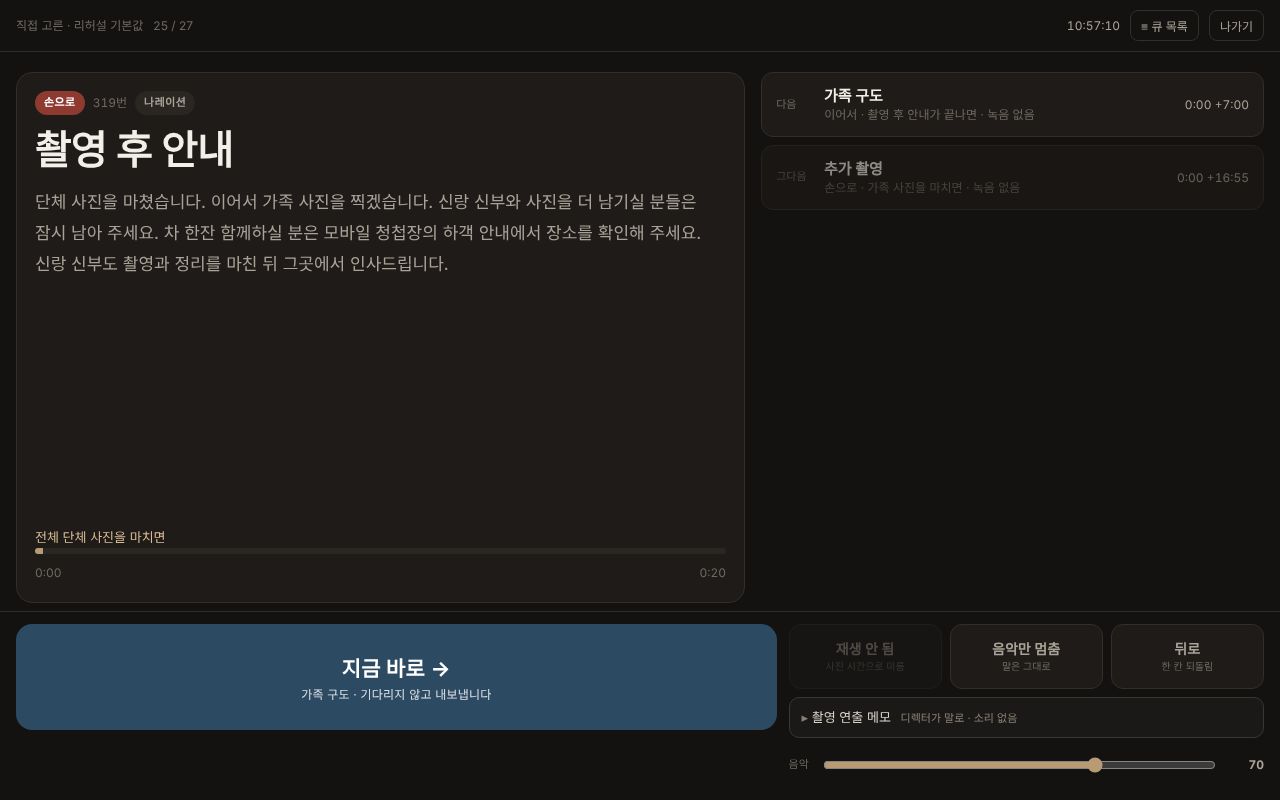 직접 고른 · 리허설 기본값 25 / 27
10:57:10 ≡ 큐 목록 나가기
손으로 319번 나레이션
촬영 후 안내
단체 사진을 마쳤습니다. 이어서 가족 사진을 찍겠습니다. 신랑 신부와 사진을 더 남기실 분들은
잠시 남아 주세요. 차 한잔 함께하실 분은 모바일 청첩장의 하객 안내에서 장소를 확인해 주세요.
신랑 신부도 촬영과 정리를 마친 뒤 그곳에서 인사드립니다.
전체 단체 사진을 마치면
0:00 0:20
다음 가족 구도 0:00 +7:00
이어서 · 촬영 후 안내가 끝나면 · 녹음 없음
그다음 추가 촬영 0:00 +16:55
손으로 · 가족 사진을 마치면 · 녹음 없음
지금 바로 →
가족 구도 · 기다리지 않고 내보냅니다
재생 안 됨
사진 시간으로 이동
음악만 멈춤
말은 그대로
뒤로
한 칸 되돌림
▸ 촬영 연출 메모 디렉터가 말로 · 소리 없음
음악 70